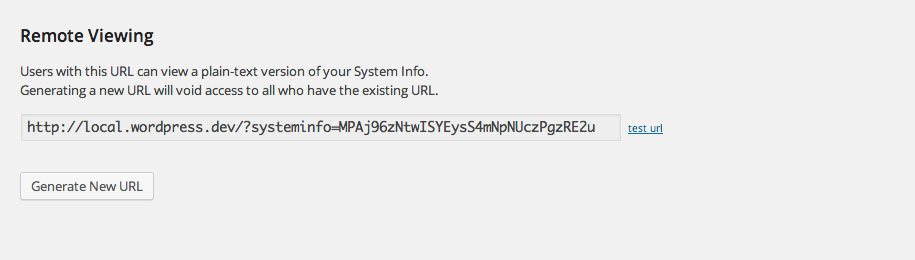 Remote Viewing
Users with this URL can view a plain-text version of your System Info.
Generating a new URL will void access to all who have the existing URL.
http://local.wordpress.dev/?systeminfo=MPAj96zNtwISYEysS4mNpNUczPgzRE2u test url
Generate New URL